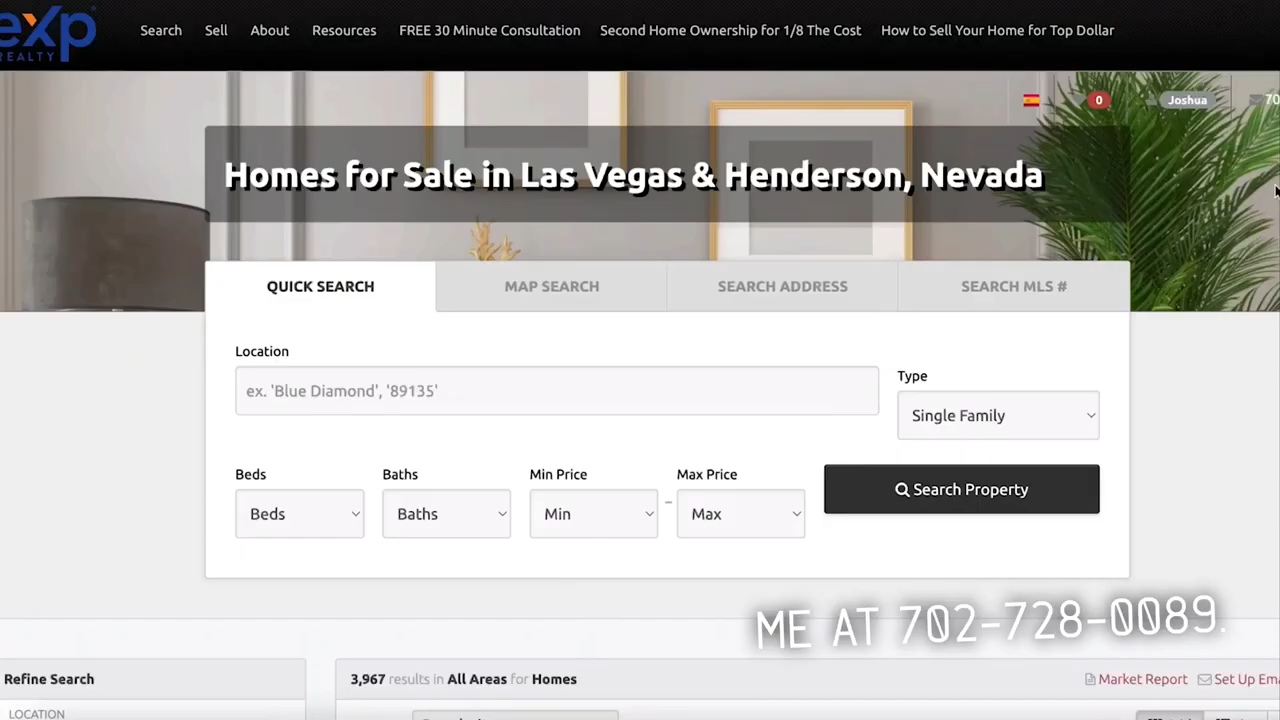 eXp
REALTY
Search Sell About Resources FREE 30 Minute Consultation Second Home Ownership for 1/8 The Cost How to Sell Your Home for Top Dollar
0 Joshua 70
Homes for Sale in Las Vegas & Henderson, Nevada
QUICK SEARCH MAP SEARCH SEARCH ADDRESS SEARCH MLS #
Location
ex. 'Blue Diamond', '89135'
Type
Single Family
Beds Baths Min Price Max Price
Beds Baths Min – Max Search Property
ME AT 702-728-0089.
Refine Search
3,967 results in All Areas for Homes Market Report Set Up Ema
LOCATION